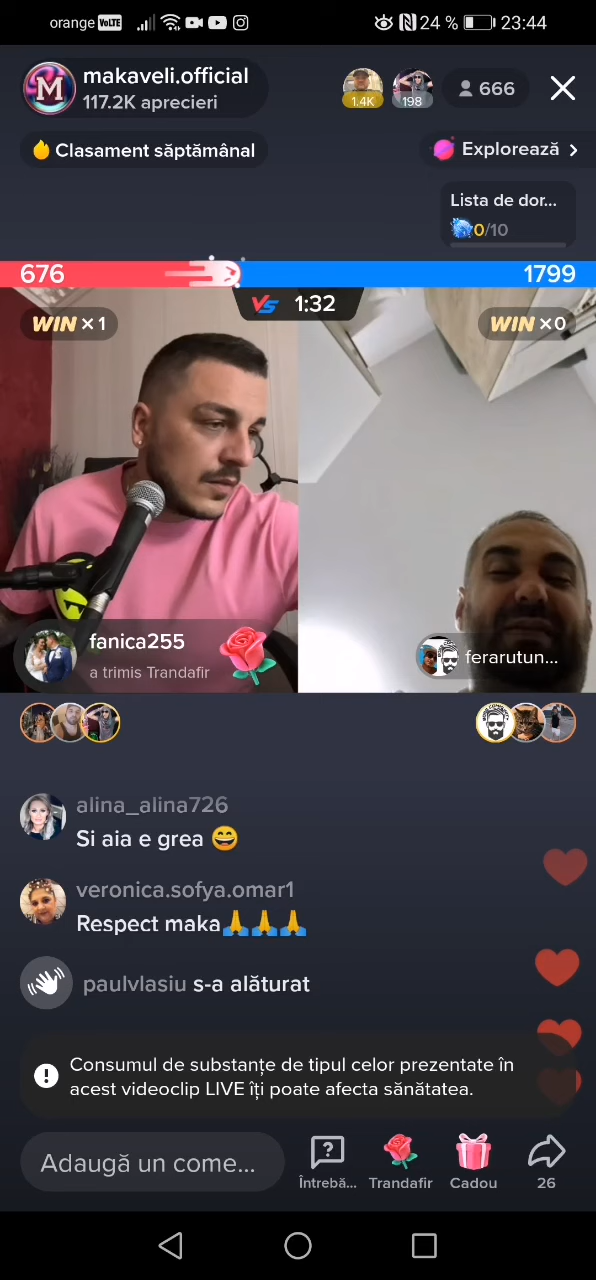 orange VoLTE 24 % 23:44
M makaveli.official
117.2K aprecieri
1.4K 198 666
Clasament săptămânal Explorează
Lista de dor...
0/10
676 1799
VS 1:32
WIN x 1 WIN x 0
fanica255
a trimis Trandafir
ferarutun...
alina_alina726
Si aia e grea 😄
veronica.sofya.omar1
Respect maka🙏🙏🙏
paulvlasiu s-a alăturat
Consumul de substanțe de tipul celor prezentate în
acest videoclip LIVE îți poate afecta sănătatea.
Adaugă un come...
Întrebă... Trandafir Cadou 26